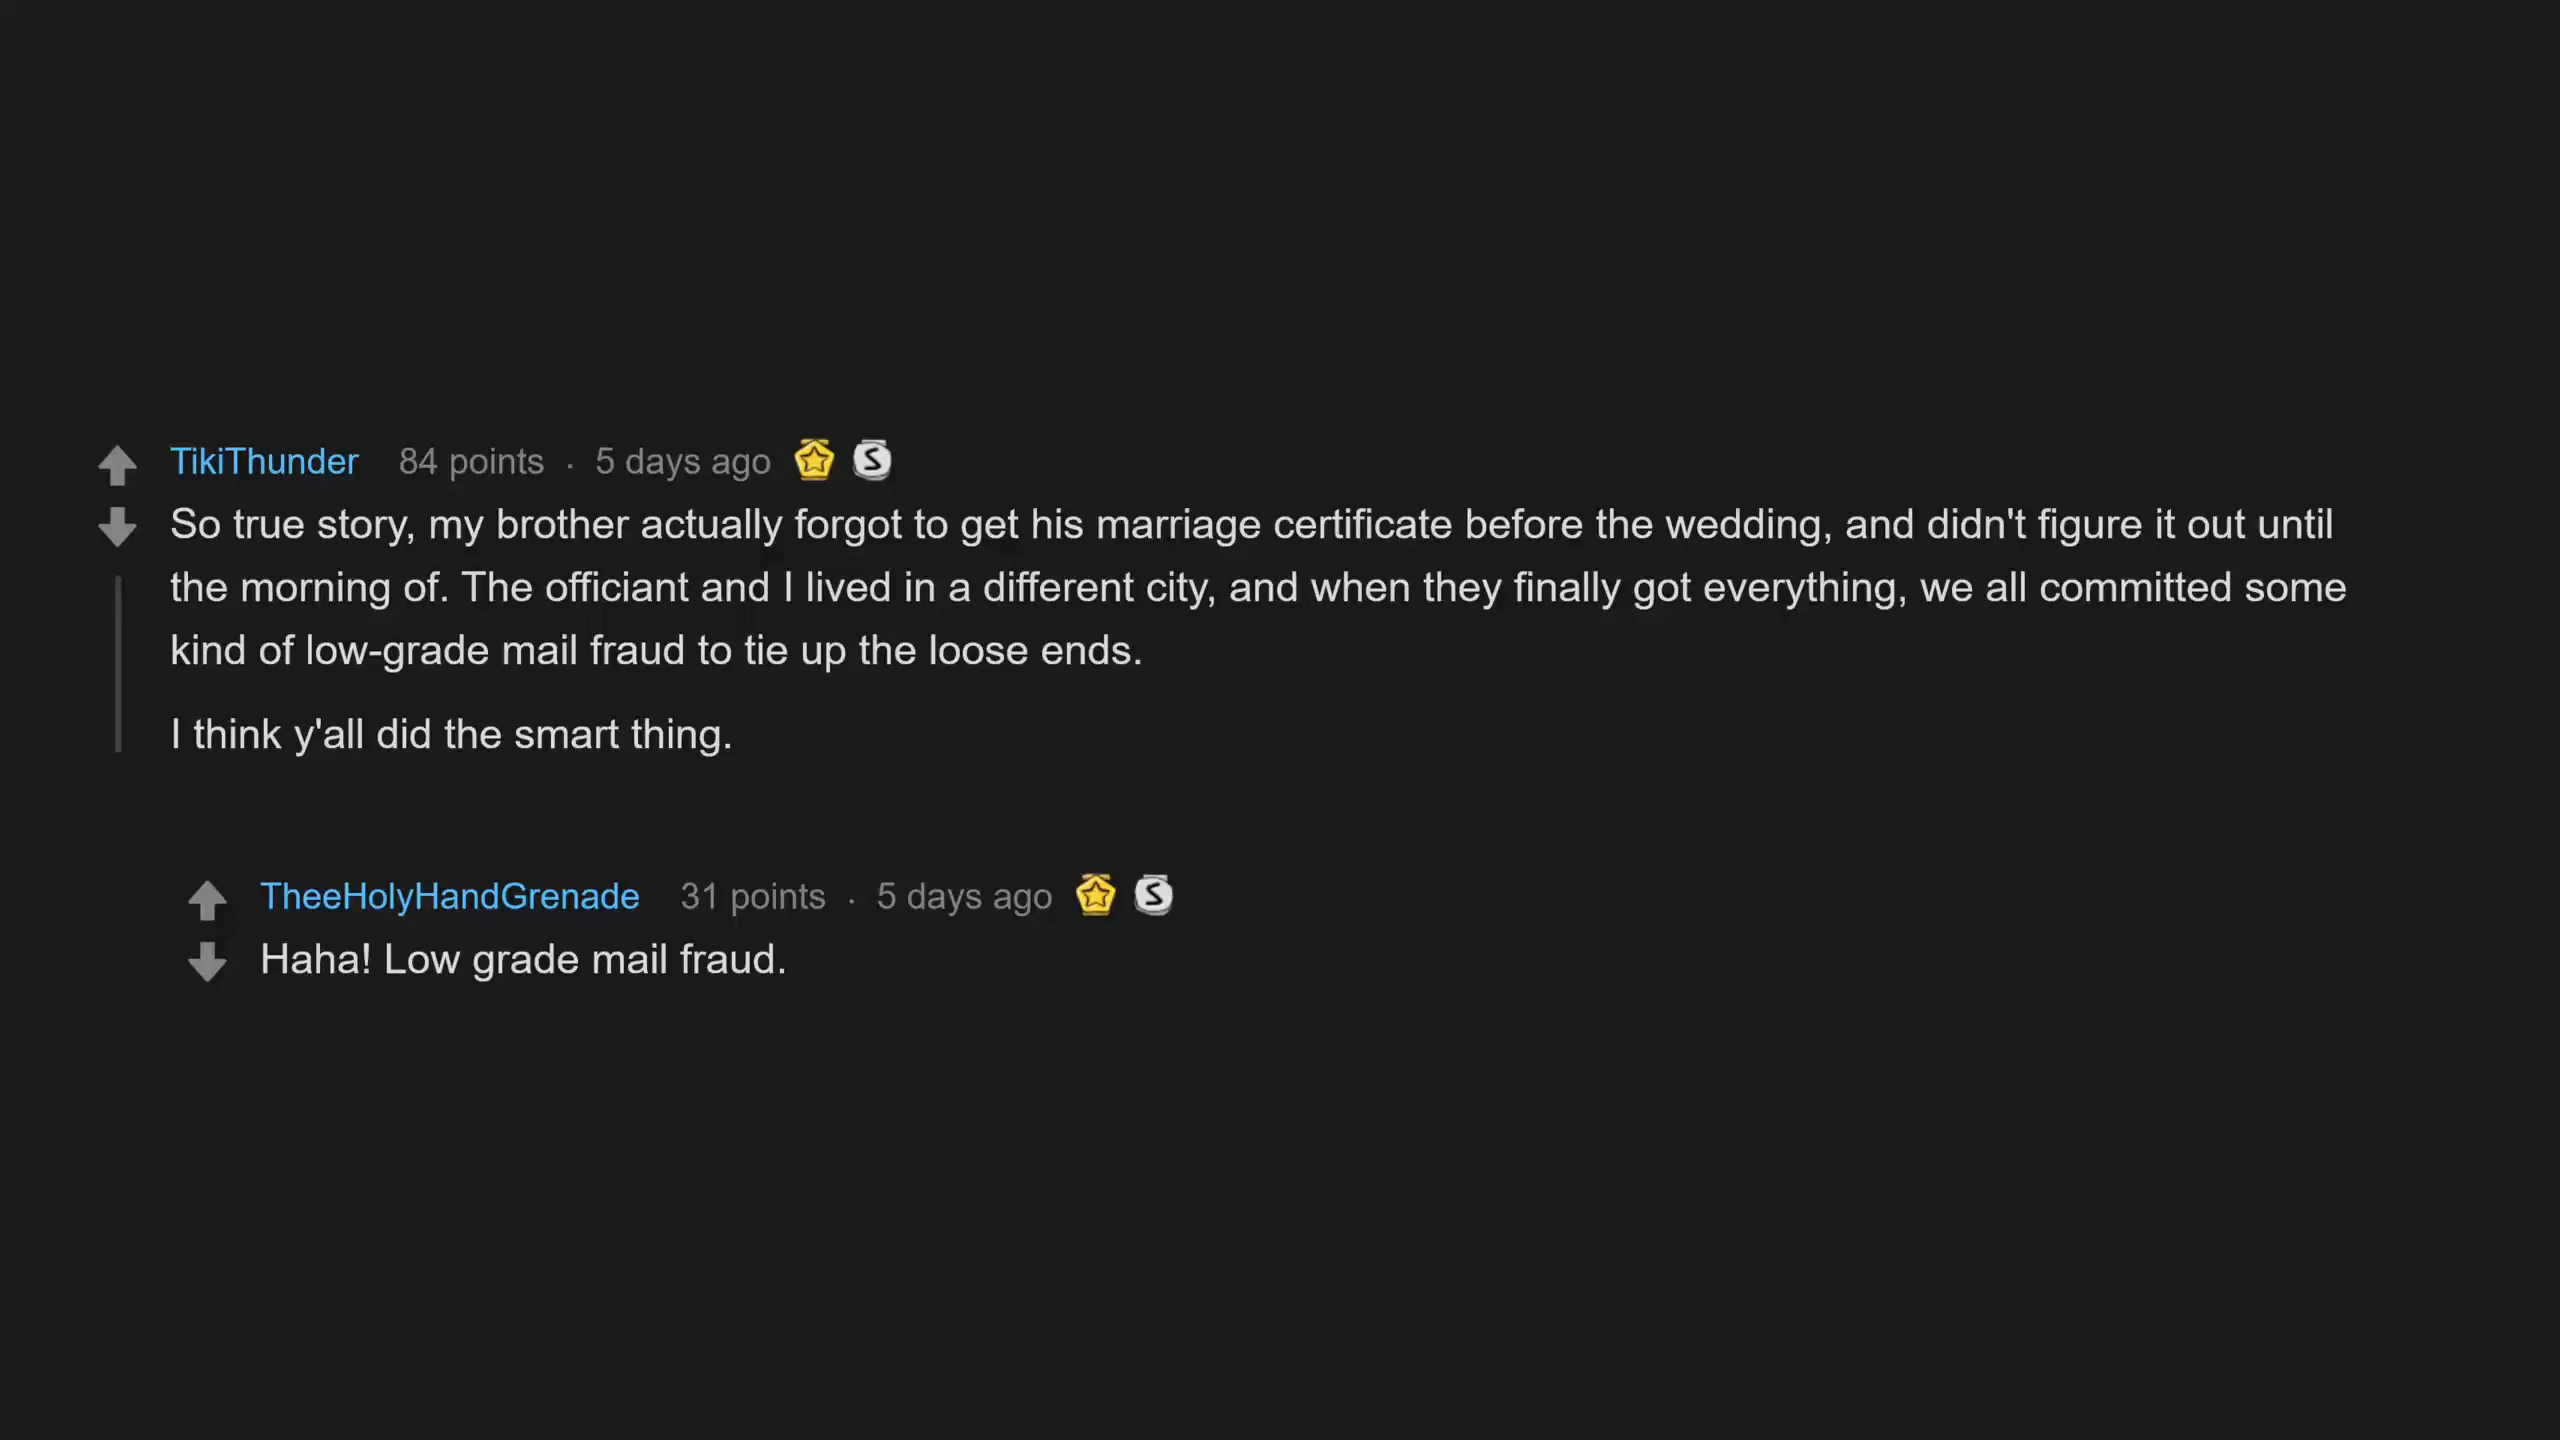 TikiThunder 84 points · 5 days ago
So true story, my brother actually forgot to get his marriage certificate before the wedding, and didn't figure it out until
the morning of. The officiant and I lived in a different city, and when they finally got everything, we all committed some
kind of low-grade mail fraud to tie up the loose ends.
I think y'all did the smart thing.
TheeHolyHandGrenade 31 points · 5 days ago
Haha! Low grade mail fraud.